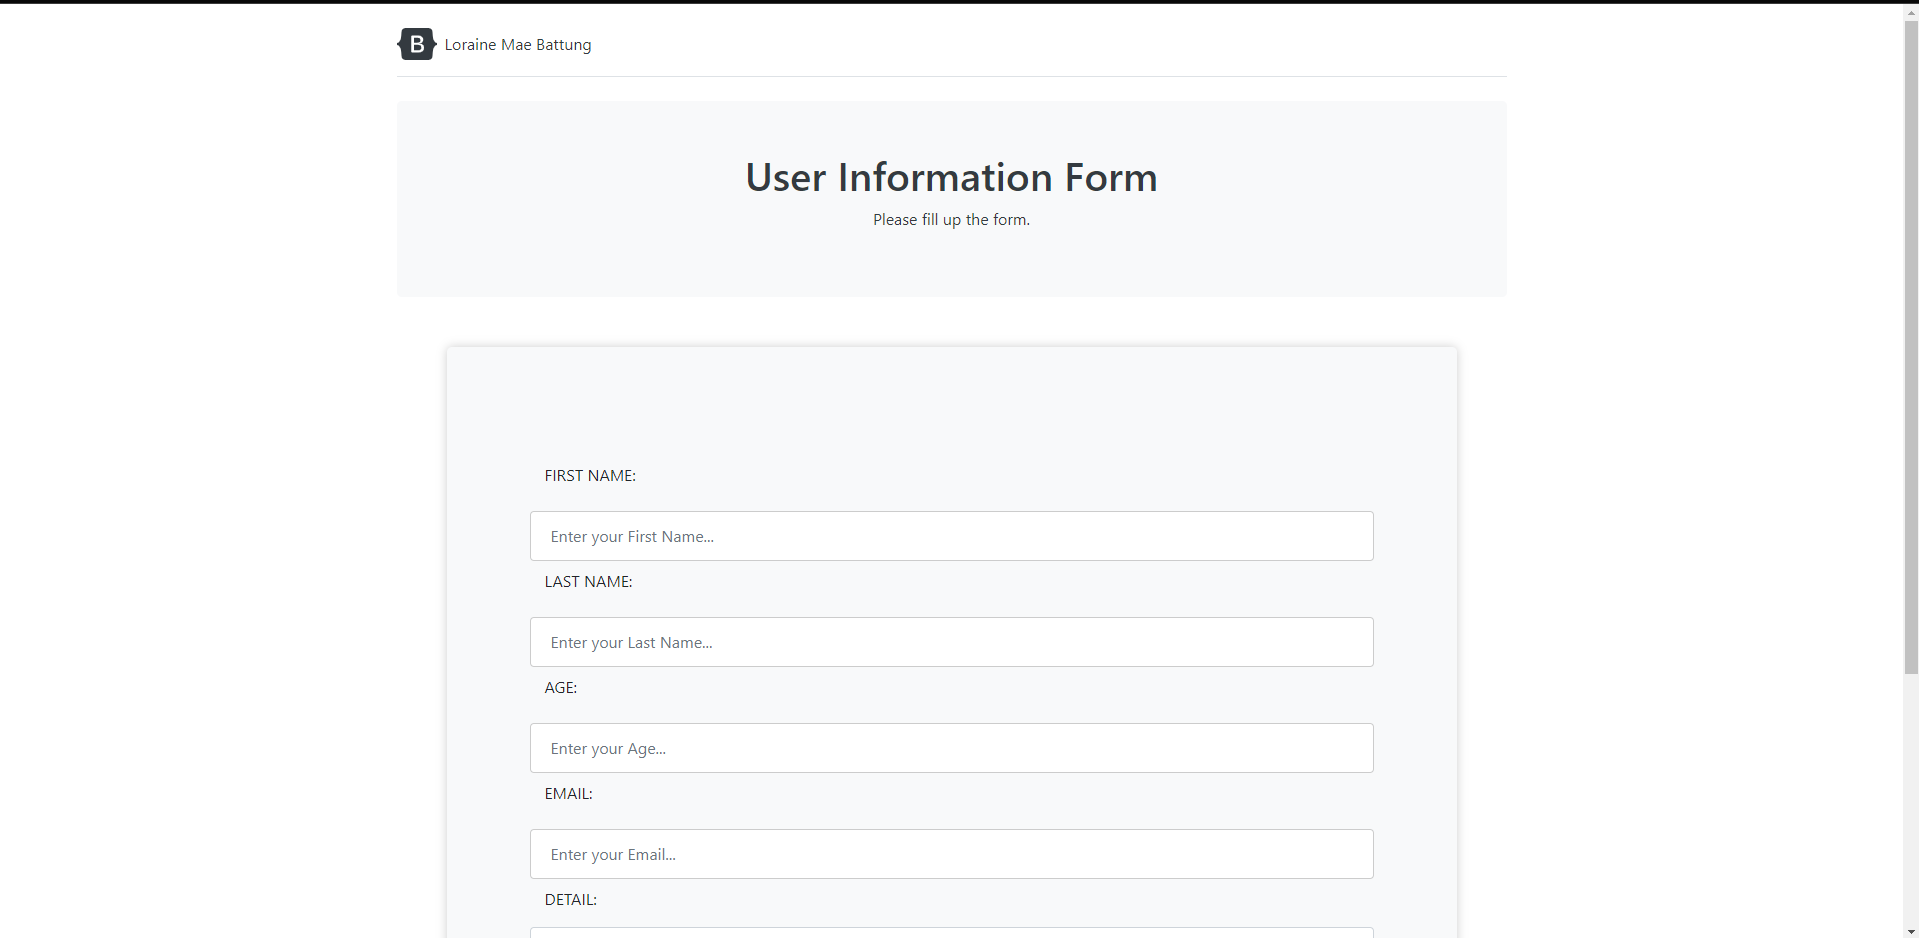 B Loraine Mae Battung
User Information Form
Please fill up the form.
FIRST NAME:
Enter your First Name...
LAST NAME:
Enter your Last Name...
AGE:
Enter your Age...
EMAIL:
Enter your Email...
DETAIL: